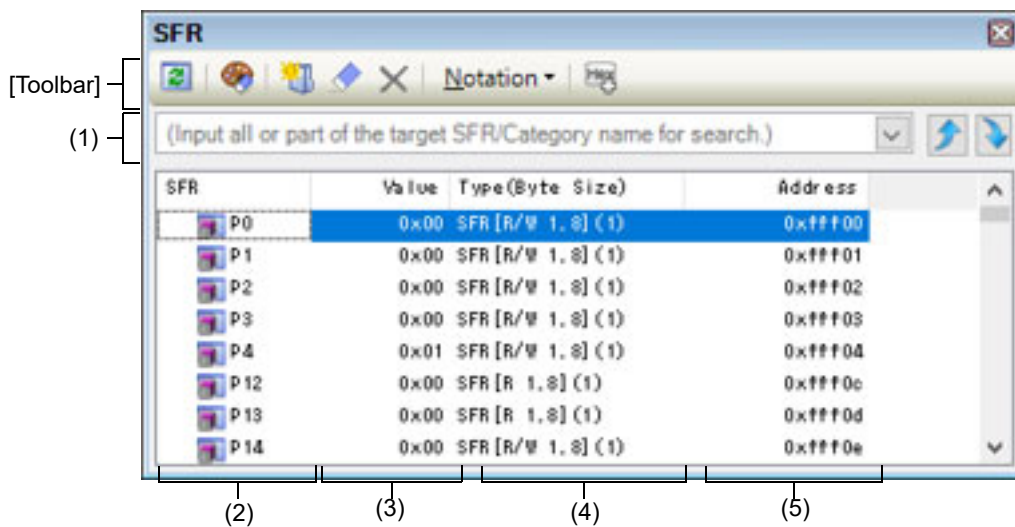 SFR
[Toolbar]
Notation
Hex
(1)
(Input all or part of the target SFR/Category name for search.)
SFR Value Type(Byte Size) Address
P0 0x00 SFR[R/W 1,8](1) 0xfff00
P1 0x00 SFR[R/W 1,8](1) 0xfff01
P2 0x00 SFR[R/W 1,8](1) 0xfff02
P3 0x00 SFR[R/W 1,8](1) 0xfff03
P4 0x01 SFR[R/W 1,8](1) 0xfff04
P12 0x00 SFR[R 1,8](1) 0xfff0c
P13 0x00 SFR[R 1,8](1) 0xfff0d
P14 0x00 SFR[R/W 1,8](1) 0xfff0e
(2) (3) (4) (5)